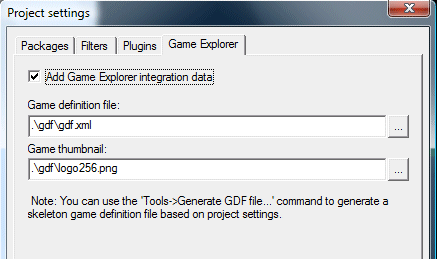 Project settings
Packages Filters Plugins Game Explorer
Add Game Explorer integration data
Game definition file:
.\gdf\gdf.xml ...
Game thumbnail:
.\gdf\logo256.png ...
Note: You can use the 'Tools->Generate GDF file...' command to generate a
skeleton game definition file based on project settings.